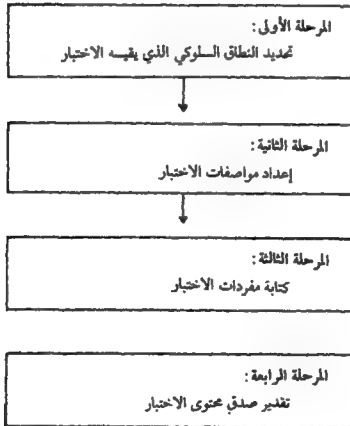 المرحلة الأولى:
تحديد النطاق السلوكي الذي يقيسه الاختبار
المرحلة الثانية:
إعداد مواصفات الاختبار
المرحلة الثالثة:
كتابة مفردات الاختبار
المرحلة الرابعة:
تقدير صدق محتوى الاختبار